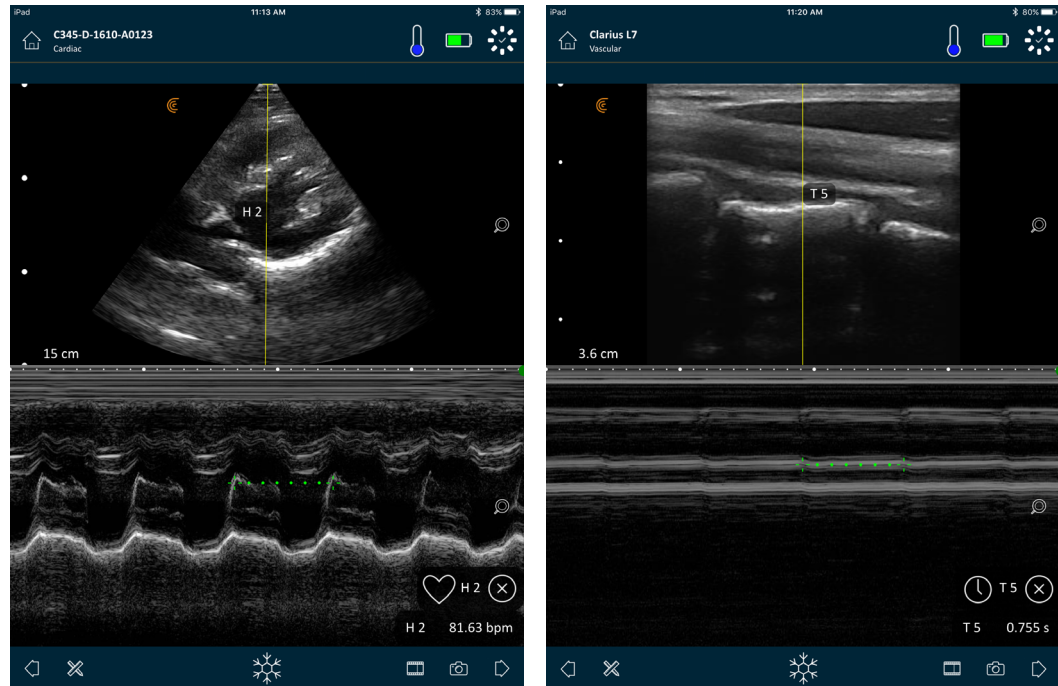 iPad 11:13 AM 83%
C345-D-1610-A0123
Cardiac
H 2
15 cm
H 2
H 2 81.63 bpm
iPad 11:20 AM 80%
Clarius L7
Vascular
T 5
3.6 cm
T 5
T 5 0.755 s